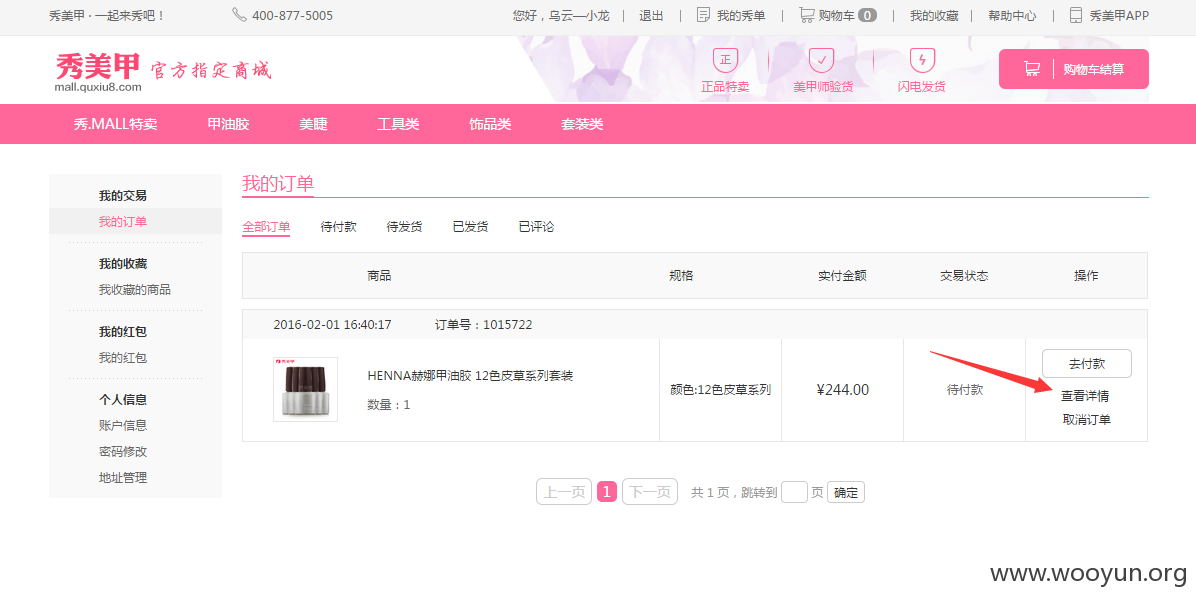 秀美甲 · 一起来秀吧！ 400-877-5005 您好，乌云—小龙 | 退出 | 我的秀单 | 购物车 0 | 我的收藏 | 帮助中心 | 秀美甲APP
秀美甲 官方指定商城
mall.quxiu8.com
正
正品特卖 美甲师验货 闪电发货 购物车结算
秀.MALL特卖 甲油胶 美睫 工具类 饰品类 套装类
我的交易
我的订单
我的收藏
我收藏的商品
我的红包
我的红包
个人信息
账户信息
密码修改
地址管理
我的订单
全部订单 待付款 待发货 已发货 已评论
商品 规格 实付金额 交易状态 操作
2016-02-01 16:40:17 订单号：1015722
HENNA赫娜甲油胶 12色皮草系列套装
数量：1
颜色:12色皮草系列
¥244.00
待付款
去付款
查看详情
取消订单
上一页 1 下一页 共 1 页，跳转到 页 确定
www.wooyun.org